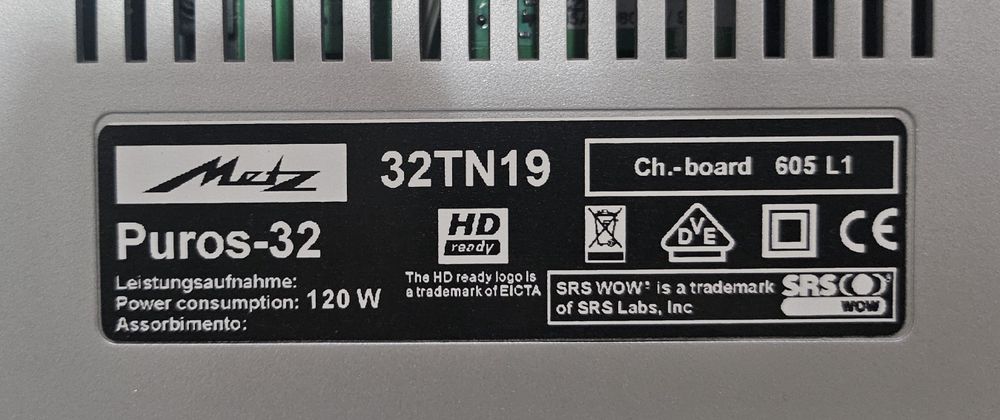 Metz
32TN19
Ch.-board 605 L1
Puros-32
HD
ready
DVE
CE
Leistungsaufnahme:
Power consumption: 120 W
Assorbimento:
The HD ready logo is
a trademark of EICTA
SRS WOW® is a trademark
of SRS Labs, Inc
SRS
WOW